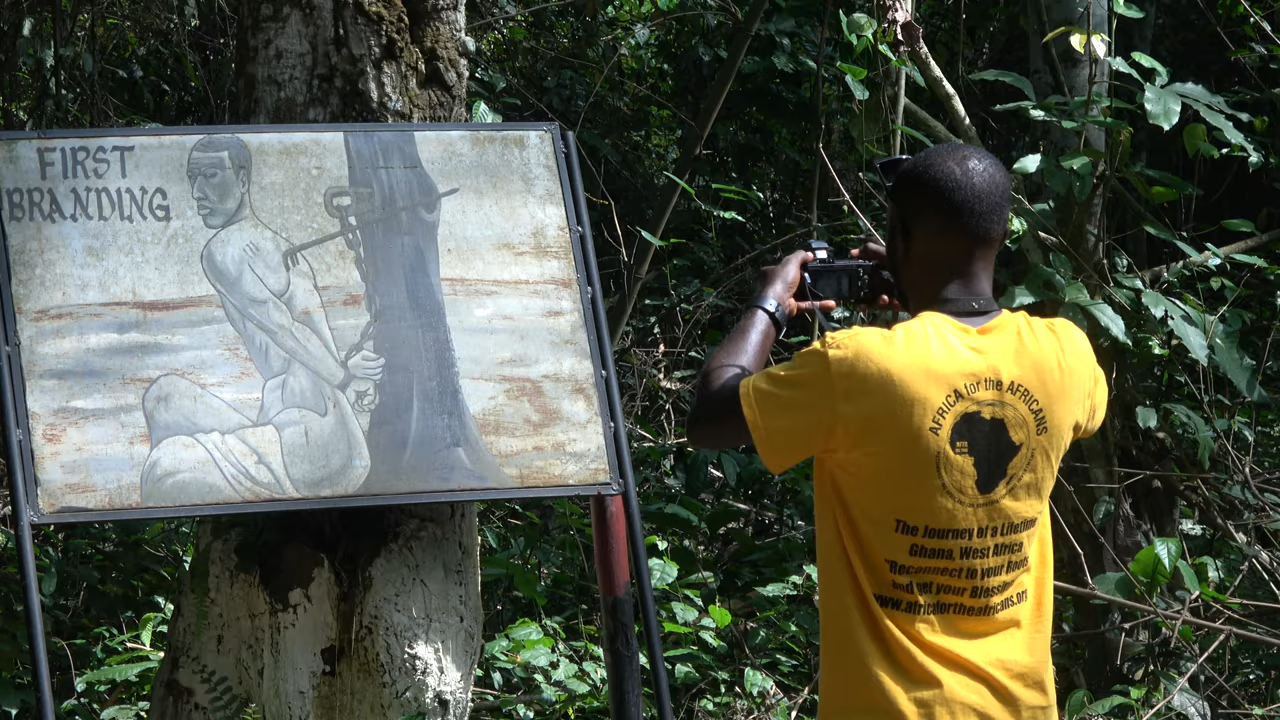 FIRST
BRANDING
AFRICA for the AFRICANS
The Journey of a Lifetime
Ghana, West Africa
"Reconnect to your Roots
and get your Blessing
www.africafortheafricans.org